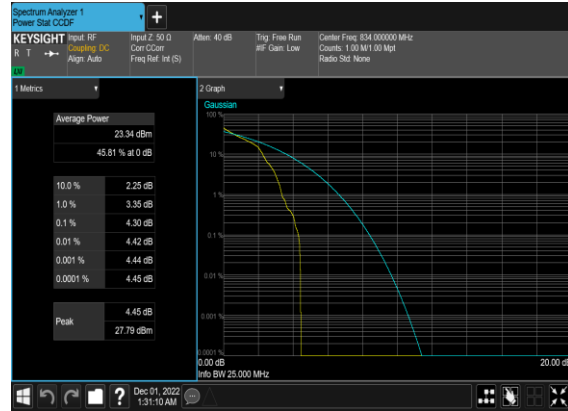 Spectrum Analyzer 1
Power Stat CCDF
KEYSIGHT
R T
LM
Input: RF
Coupling: DC
Align: Auto
Input Z: 50 Ω
Corr CCorr
Freq Ref: Int (S)
Atten: 40 dB
Trig: Free Run
#IF Gain: Low
Center Freq: 834.000000 MHz
Counts: 1.00 M/1.00 Mpt
Radio Std: None
1 Metrics
Average Power
23.34 dBm
45.81 % at 0 dB
10.0 % 2.25 dB
1.0 % 3.35 dB
0.1 % 4.30 dB
0.01 % 4.42 dB
0.001 % 4.44 dB
0.0001 % 4.45 dB
Peak
4.45 dB
27.79 dBm
2 Graph
Gaussian
100 %
10 %
1 %
0.1 %
0.01 %
0.001 %
0.0001 %
0.00 dB
20.00 dB
Info BW 25.000 MHz
?
Dec 01, 2022
1:31:10 AM